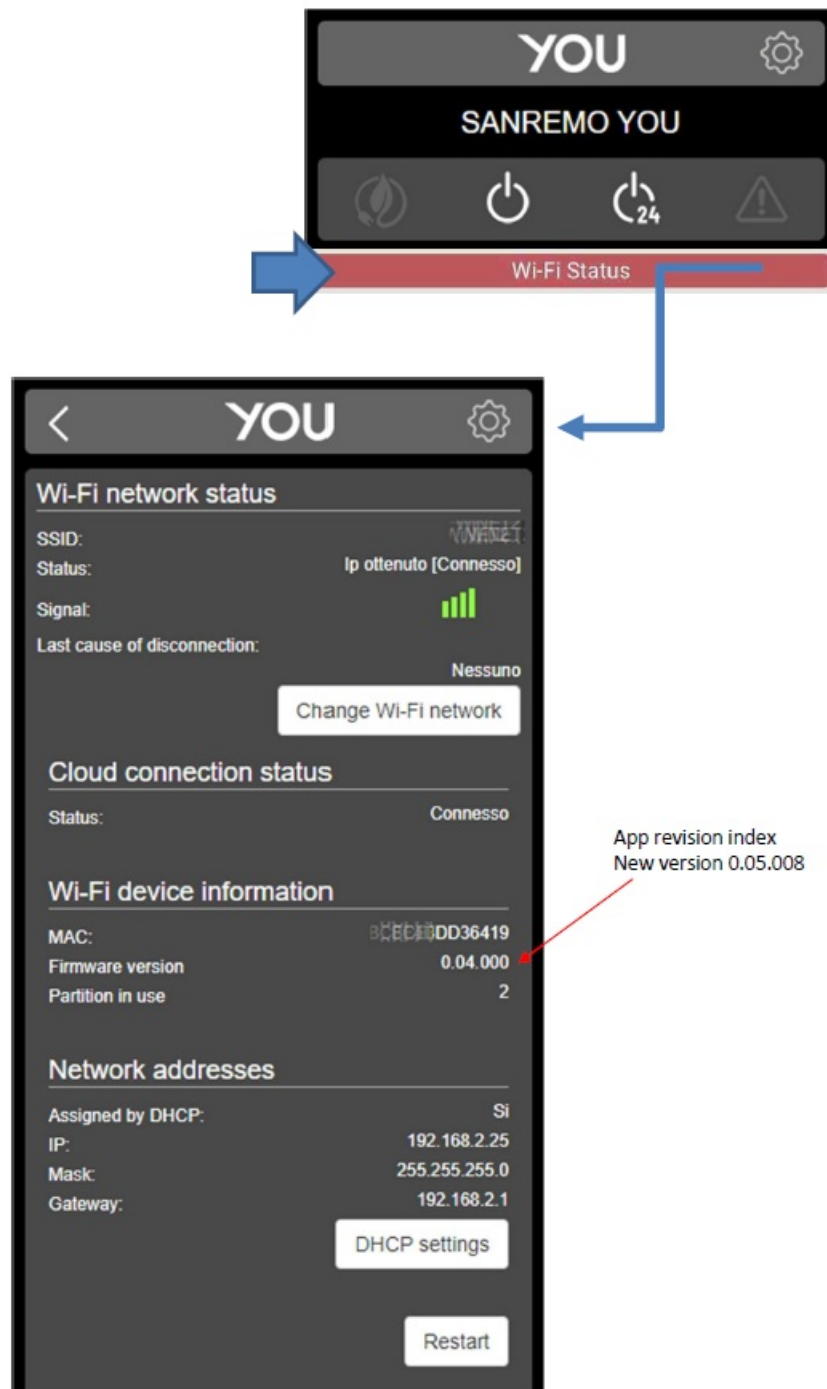 YOU
SANREMO YOU
24
Wi-Fi Status
YOU
Wi-Fi network status
SSID:
Status: Ip ottenuto [Connesso]
Signal:
Last cause of disconnection:
Nessuno
Change Wi-Fi network
Cloud connection status
Status: Connesso
App revision index
New version 0.05.008
Wi-Fi device information
MAC: DD36419
Firmware version 0.04.000
Partition in use 2
Network addresses
Assigned by DHCP: Si
IP: 192.168.2.25
Mask: 255.255.255.0
Gateway: 192.168.2.1
DHCP settings
Restart